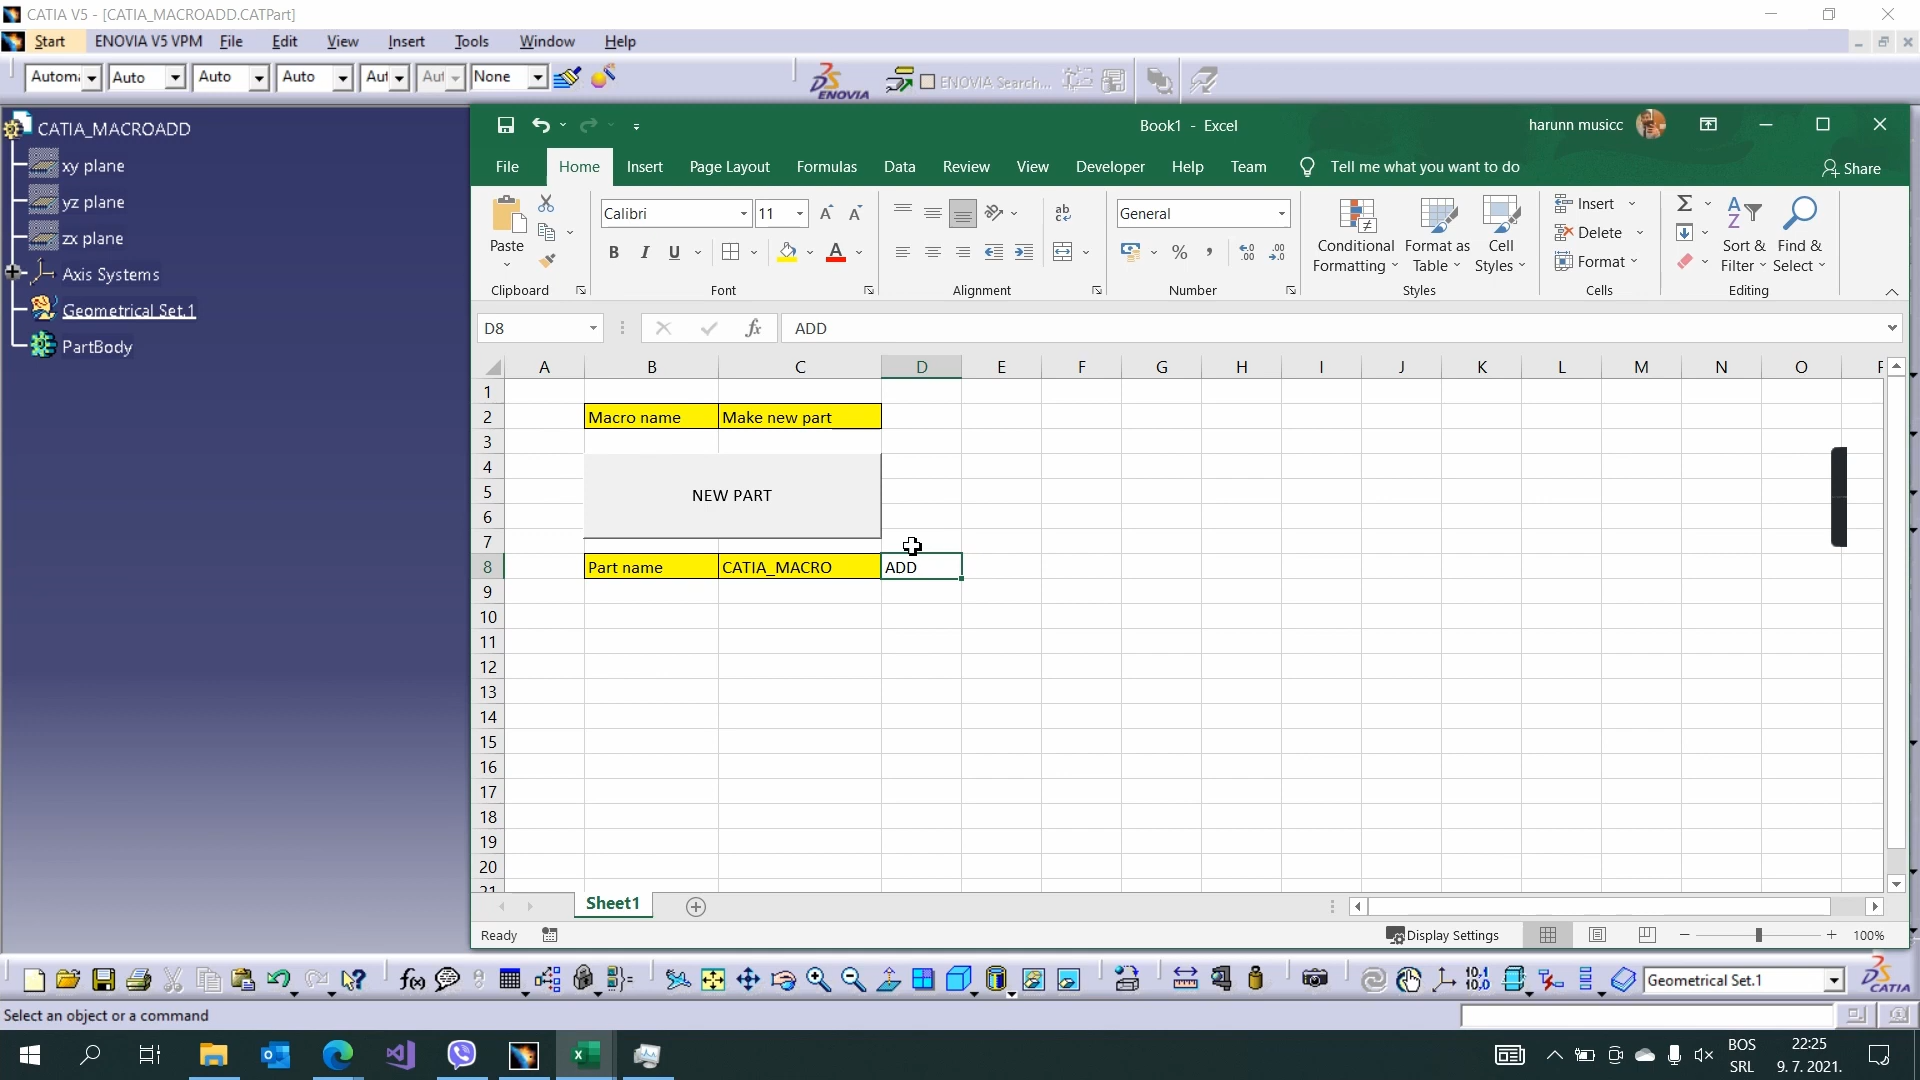 CATIA V5 - [CATIA_MACROADD.CATPart]
Start ENOVIA V5 VPM File Edit View Insert Tools Window Help
Auto Auto Auto None
ENOVIA
ENOVIA Search...
CATIA_MACROADD
xy plane
yz plane
zx plane
Axis Systems
Geometrical Set.1
PartBody
Book1 - Excel
harunn musicc
File Home Insert Page Layout Formulas Data Review View Developer Help Team Tell me what you want to do
Share
Paste
Clipboard
Calibri 11
B I U
Font
ab
Alignment
General
%
Number
Conditional Formatting
Format as Table
Cell Styles
Styles
Insert
Delete
Format
Cells
Sort & Filter
Find & Select
Editing
D8 fx ADD
A B C D E F G H I J K L M N O
1
2 Macro name Make new part
3
4
5 NEW PART
6
7
8 Part name CATIA_MACRO ADD
9
10
11
12
13
14
15
16
17
18
19
20
21
Sheet1
Ready Display Settings 100%
Geometrical Set.1
CATIA
Select an object or a command
BOS
SRL
22:25
9. 7. 2021.